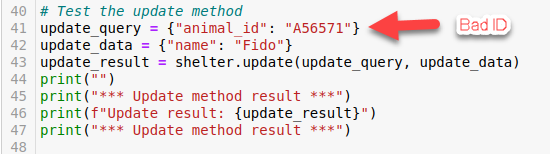 40 # Test the update method
41 update_query = {"animal_id": "A56571"} Bad ID
42 update_data = {"name": "Fido"}
43 update_result = shelter.update(update_query, update_data)
44 print("")
45 print("*** Update method result ***")
46 print(f"Update result: {update_result}")
47 print("*** Update method result ***")
48